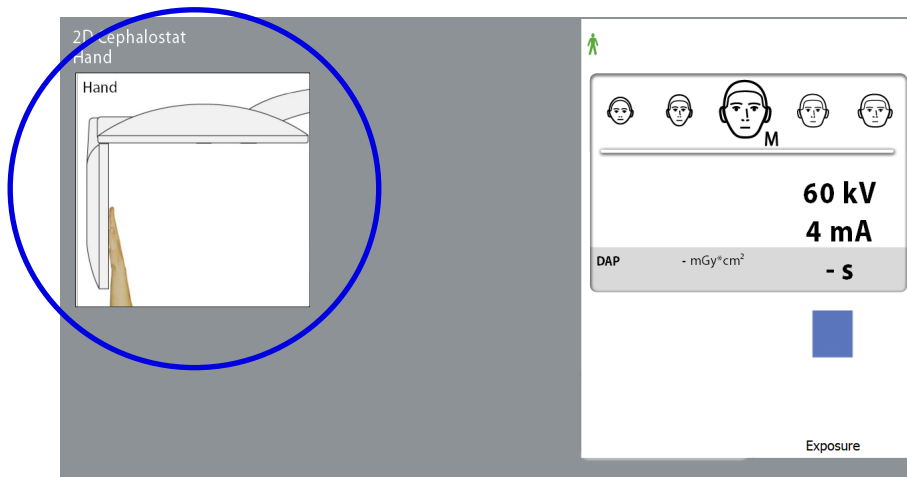 2D Cephalostat
Hand
Hand
M
60 kV
4 mA
DAP - mGy*cm²
- s
Exposure